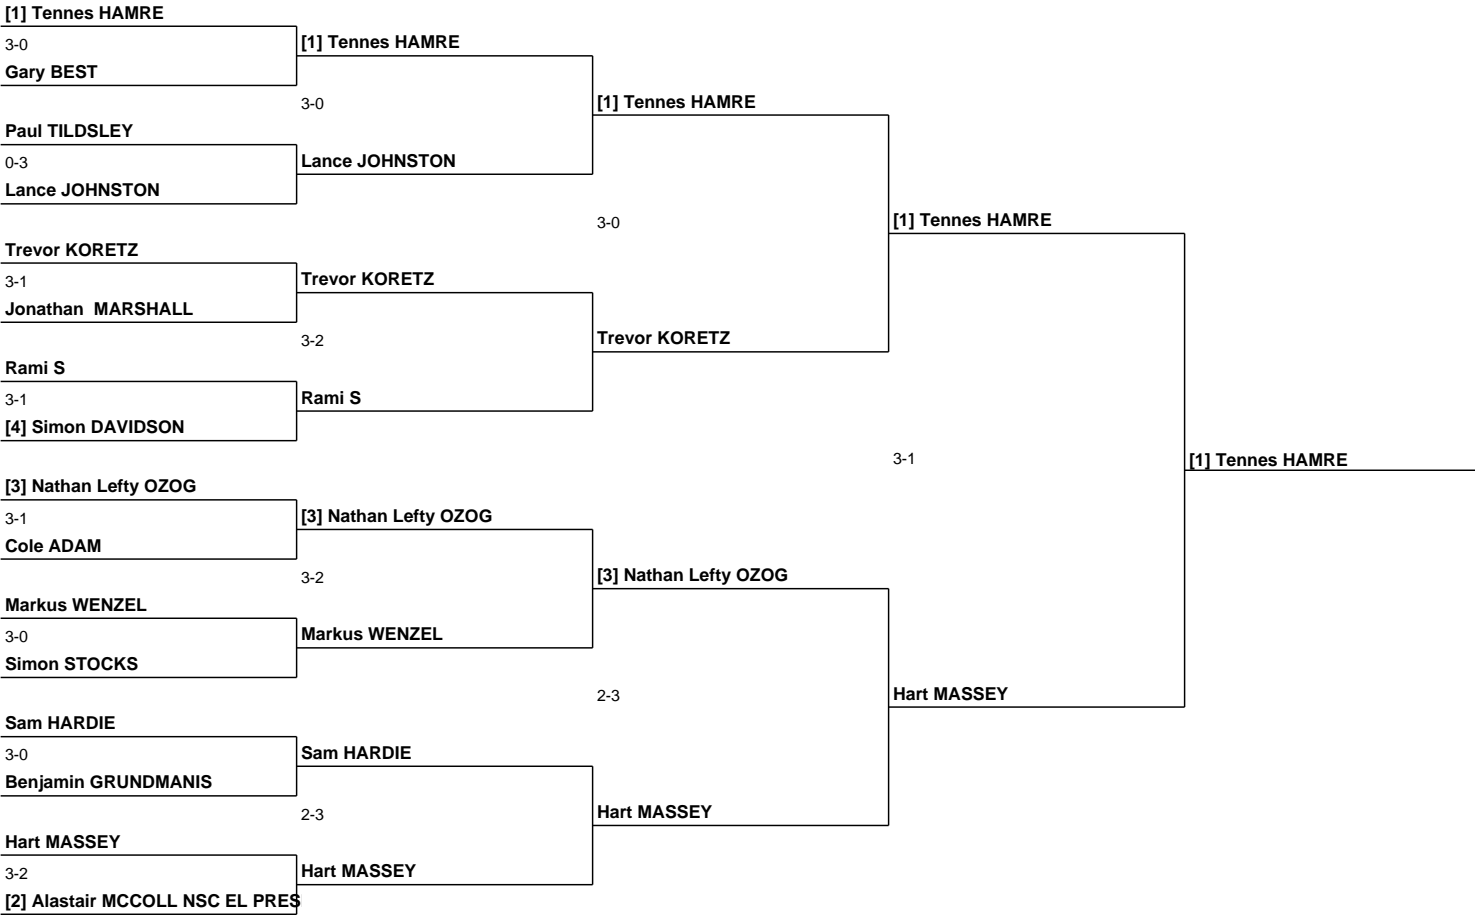 [1] Tennes HAMRE
3-0
Gary BEST
Paul TILDSLEY
0-3
Lance JOHNSTON
Trevor KORETZ
3-1
Jonathan  MARSHALL
Rami S
3-1
[4] Simon DAVIDSON
[3] Nathan Lefty OZOG
3-1
Cole ADAM
Markus WENZEL
3-0
Simon STOCKS
Sam HARDIE
3-0
Benjamin GRUNDMANIS
Hart MASSEY
3-2
[2] Alastair MCCOLL NSC EL PRES
[1] Tennes HAMRE
3-0
Lance JOHNSTON
Trevor KORETZ
3-2
Rami S
[3] Nathan Lefty OZOG
3-2
Markus WENZEL
Sam HARDIE
2-3
Hart MASSEY
[1] Tennes HAMRE
3-0
Trevor KORETZ
[3] Nathan Lefty OZOG
2-3
Hart MASSEY
[1] Tennes HAMRE
3-1
Hart MASSEY
[1] Tennes HAMRE